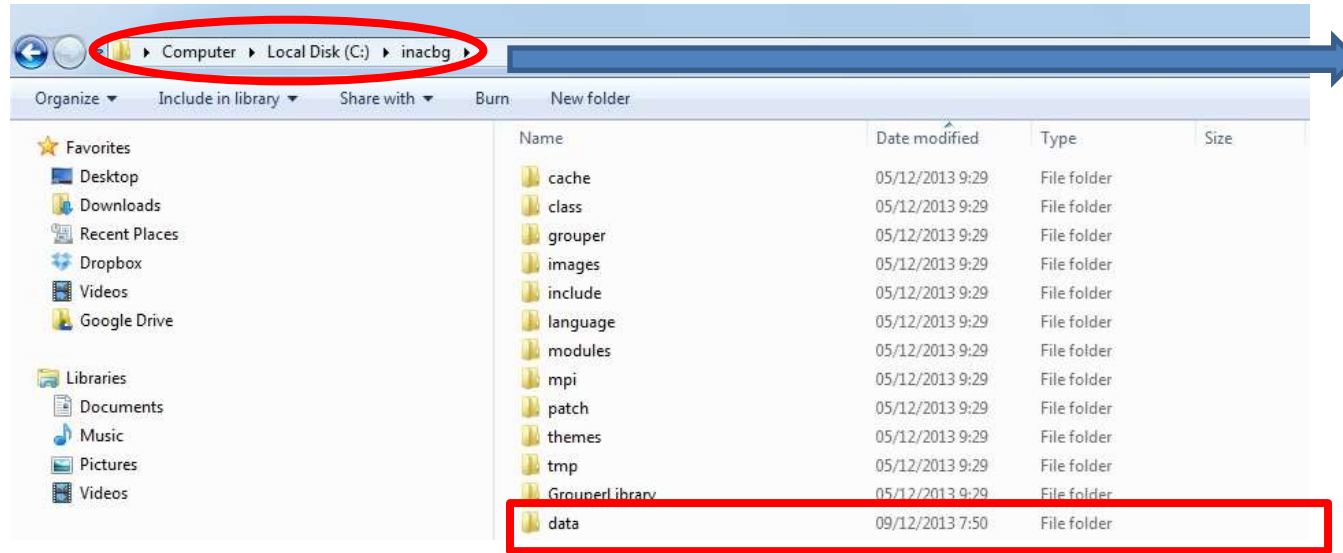 Computer Local Disk (C:) inacbg
Organize Include in library Share with Burn New folder
Name Date modified Type Size
Favorites
Desktop
Downloads
Recent Places
Dropbox
Videos
Google Drive
Libraries
Documents
Music
Pictures
Videos
cache 05/12/2013 9:29 File folder
class 05/12/2013 9:29 File folder
grouper 05/12/2013 9:29 File folder
images 05/12/2013 9:29 File folder
include 05/12/2013 9:29 File folder
language 05/12/2013 9:29 File folder
modules 05/12/2013 9:29 File folder
mpi 05/12/2013 9:29 File folder
patch 05/12/2013 9:29 File folder
themes 05/12/2013 9:29 File folder
tmp 05/12/2013 9:29 File folder
GrouperLibrary 05/12/2013 9:29 File folder
data 09/12/2013 7:50 File folder